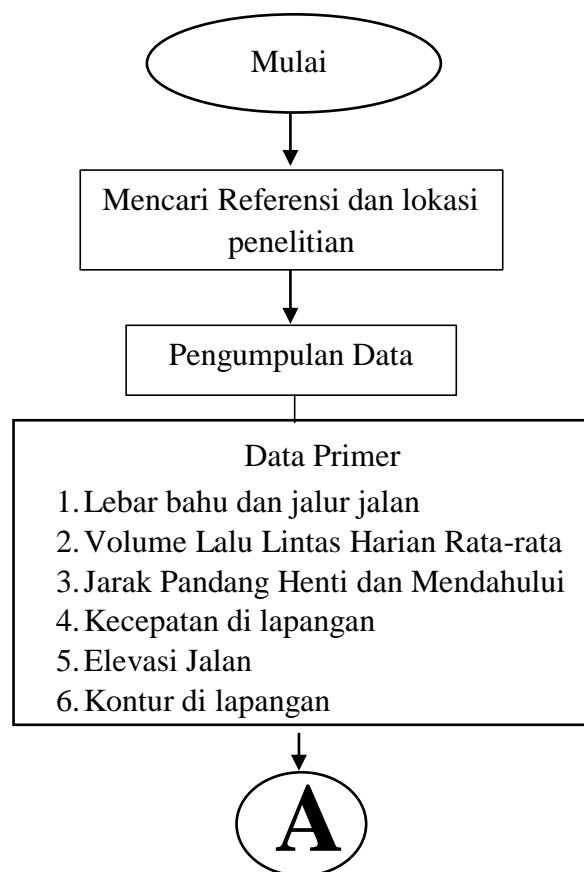 Mulai
Mencari Referensi dan lokasi
penelitian
Pengumpulan Data
Data Primer
1. Lebar bahu dan jalur jalan
2. Volume Lalu Lintas Harian Rata-rata
3. Jarak Pandang Henti dan Mendahului
4. Kecepatan di lapangan
5. Elevasi Jalan
6. Kontur di lapangan
A